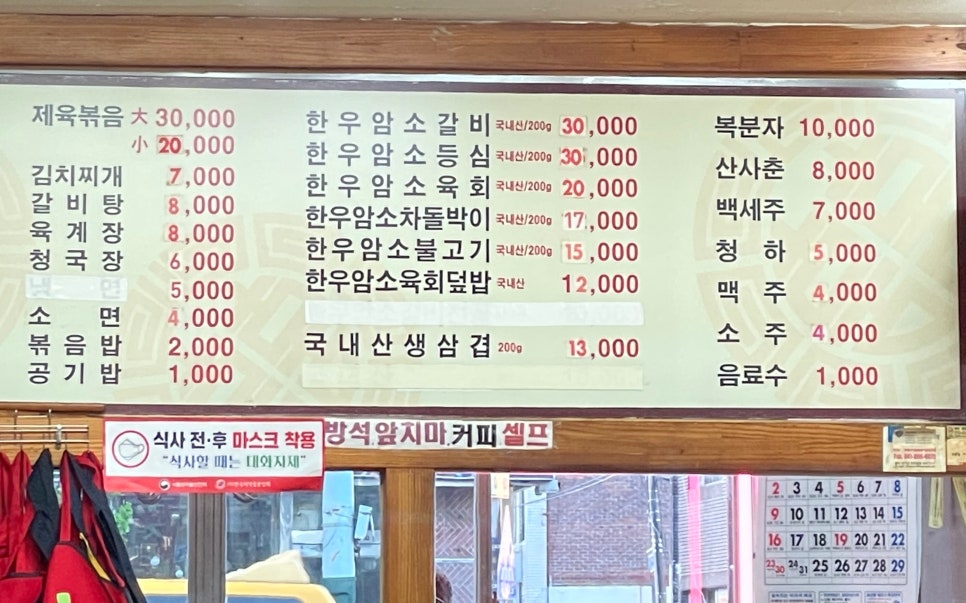 제육볶음 大 30,000
小 20,000
김치찌개 7,000
갈비탕 8,000
육계장 8,000
청국장 6,000
냉면 5,000
소면 4,000
볶음밥 2,000
공기밥 1,000
한우암소갈비 국내산/200g 30,000
한우암소등심 국내산/200g 30,000
한우암소육회 국내산/200g 20,000
한우암소차돌박이 국내산/200g 17,000
한우암소불고기 국내산/200g 15,000
한우암소육회덮밥 국내산 12,000
국내산생삼겹 200g 13,000
복분자 10,000
산사춘 8,000
백세주 7,000
청하 5,000
맥주 4,000
소주 4,000
음료수 1,000
식사 전·후 마스크 착용
"식사할 때는 대화자제"
방석,앞치마,커피 셀프
2 3 4 5 6 7 8
9 10 11 12 13 14 15
16 17 18 19 20 21 22
23 30 24 31 25 26 27 28 29